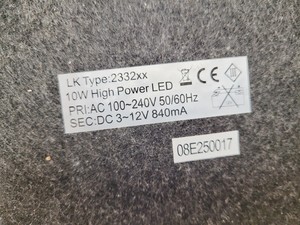 LK Type:2332xx
10W High Power LED
PRI:AC 100~240V 50/60Hz
SEC:DC 3~12V 840mA
08E250017